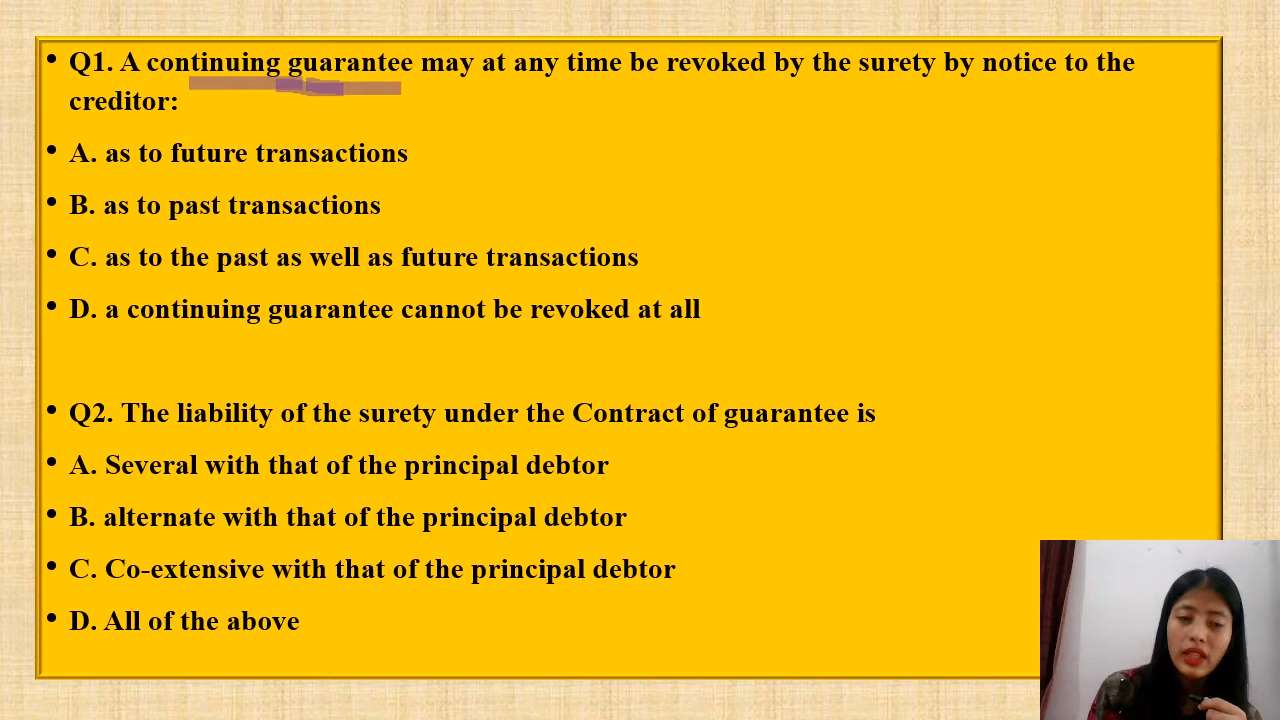 • Q1. A continuing guarantee may at any time be revoked by the surety by notice to the
creditor:
• A. as to future transactions
• B. as to past transactions
• C. as to the past as well as future transactions
• D. a continuing guarantee cannot be revoked at all
• Q2. The liability of the surety under the Contract of guarantee is
• A. Several with that of the principal debtor
• B. alternate with that of the principal debtor
• C. Co-extensive with that of the principal debtor
• D. All of the above